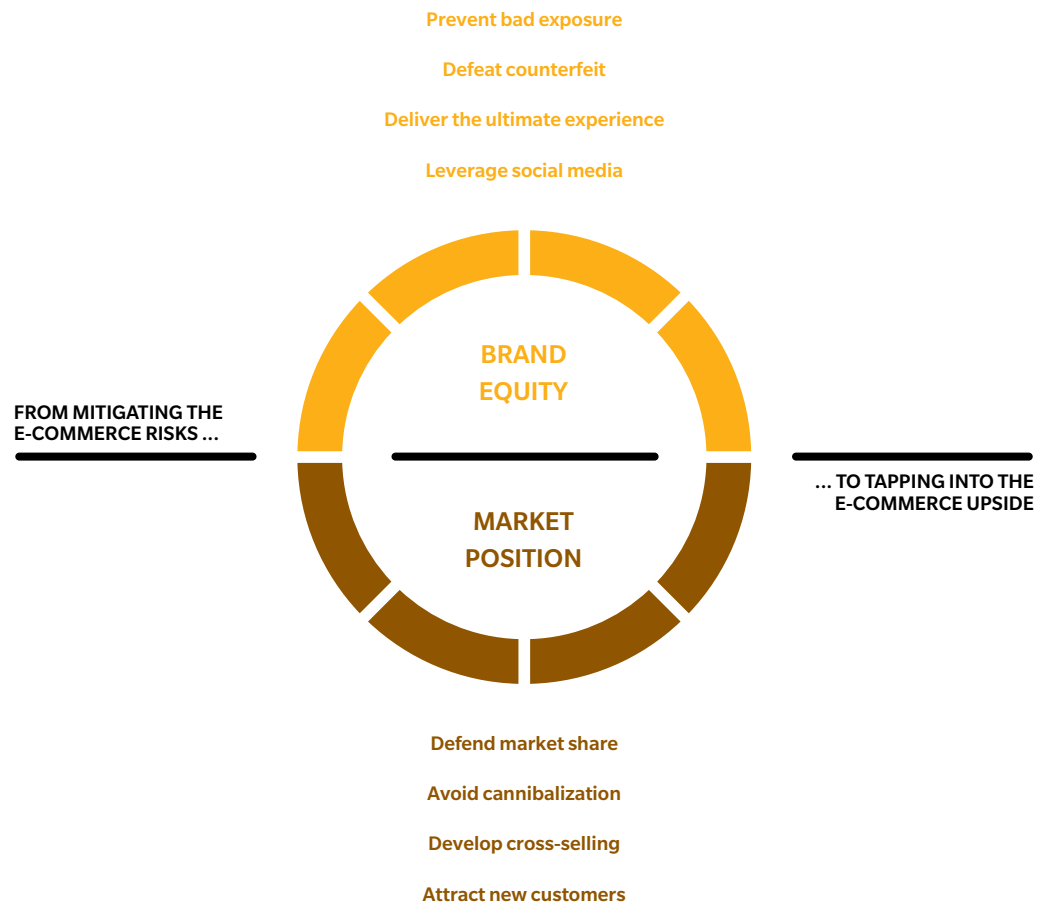 Prevent bad exposure
Defeat counterfeit
Deliver the ultimate experience
Leverage social media
BRAND
EQUITY
FROM MITIGATING THE
E-COMMERCE RISKS ...
... TO TAPPING INTO THE
E-COMMERCE UPSIDE
MARKET
POSITION
Defend market share
Avoid cannibalization
Develop cross-selling
Attract new customers